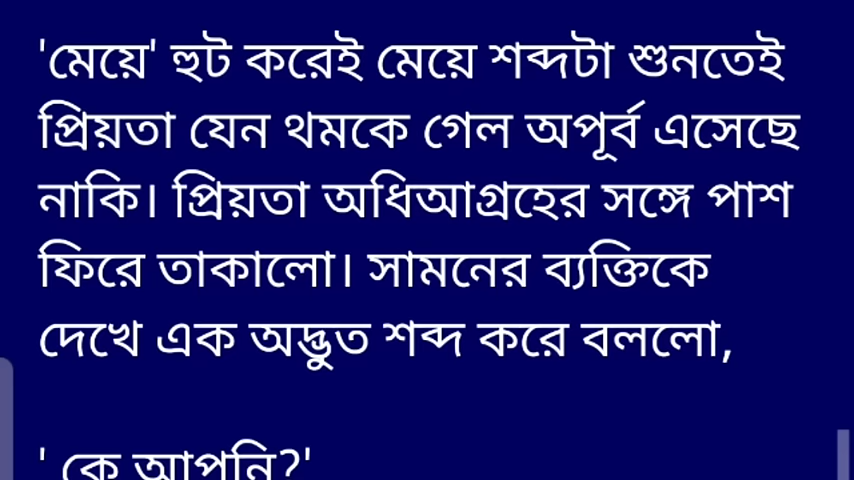 'মেয়ে' হুট করেই মেয়ে শব্দটা শুনতেই
প্রিয়তা যেন থমকে গেল অপূর্ব এসেছে
নাকি। প্রিয়তা অধিআগ্রহের সঙ্গে পাশ
ফিরে তাকালো। সামনের ব্যক্তিকে
দেখে এক অদ্ভুত শব্দ করে বললো,
' কে আপনি?'